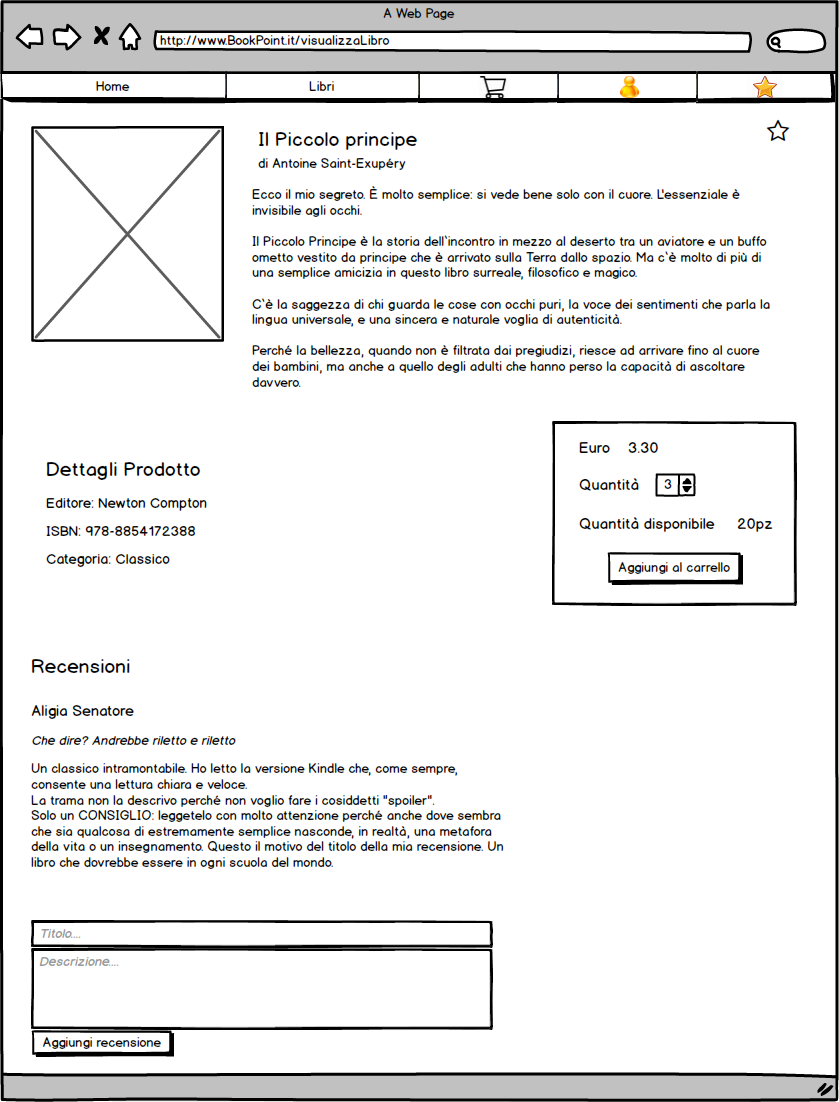 A Web Page
http://www.BookPoint.it/visualizzaLibro
Home
Libri
Il Piccolo principe
di Antoine Saint-Exupéry
Ecco il mio segreto. È molto semplice: si vede bene solo con il cuore. L'essenziale è
invisibile agli occhi.
Il Piccolo Principe è la storia dell`incontro in mezzo al deserto tra un aviatore e un buffo
ometto vestito da principe che è arrivato sulla Terra dallo spazio. Ma c`è molto di più di
una semplice amicizia in questo libro surreale, filosofico e magico.
C`è la saggezza di chi guarda le cose con occhi puri, la voce dei sentimenti che parla la
lingua universale, e una sincera e naturale voglia di autenticità.
Perché la bellezza, quando non è filtrata dai pregiudizi, riesce ad arrivare fino al cuore
dei bambini, ma anche a quello degli adulti che hanno perso la capacità di ascoltare
davvero.
Euro 3.30
Quantità 3
Quantità disponibile 20pz
Aggiungi al carrello
Dettagli Prodotto
Editore: Newton Compton
ISBN: 978-8854172388
Categoria: Classico
Recensioni
Aligia Senatore
Che dire? Andrebbe riletto e riletto
Un classico intramontabile. Ho letto la versione Kindle che, come sempre,
consente una lettura chiara e veloce.
La trama non la descrivo perché non voglio fare i cosiddetti "spoiler".
Solo un CONSIGLIO: leggetelo con molto attenzione perché anche dove sembra
che sia qualcosa di estremamente semplice nasconde, in realtà, una metafora
della vita o un insegnamento. Questo il motivo del titolo della mia recensione. Un
libro che dovrebbe essere in ogni scuola del mondo.
Titolo....
Descrizione....
Aggiungi recensione